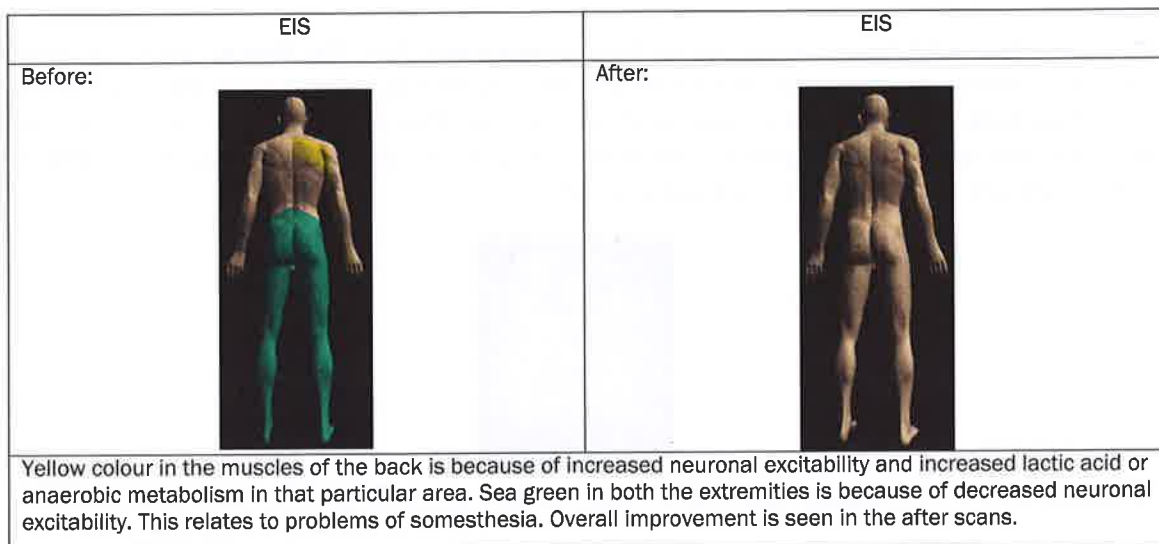 EIS
EIS
Before:
After:
Yellow colour in the muscles of the back is because of increased neuronal excitability and increased lactic acid or
anaerobic metabolism in that particular area. Sea green in both the extremities is because of decreased neuronal
excitability. This relates to problems of somesthesia. Overall improvement is seen in the after scans.